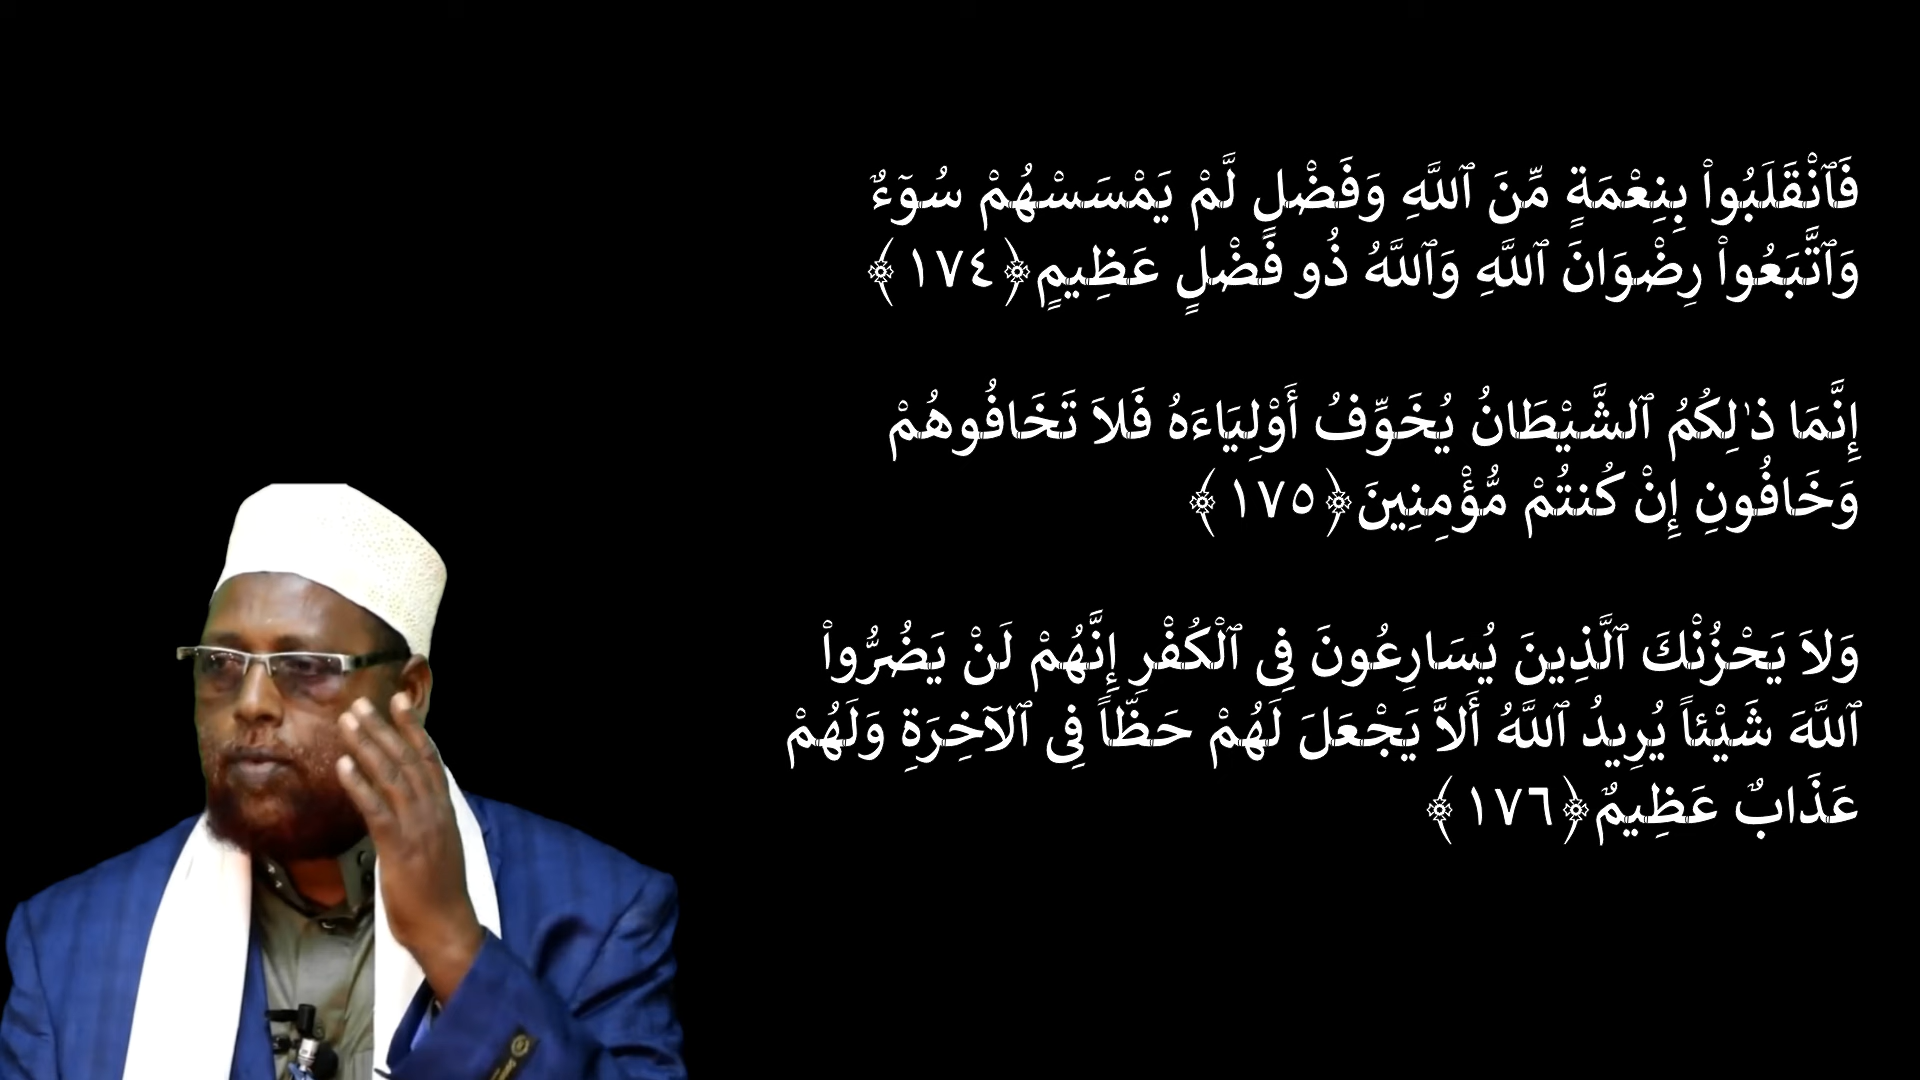 فَٱنْقَلَبُواْ بِنِعْمَةٍ مِّنَ ٱللَّهِ وَفَضْلٍ لَّمْ يَمْسَسْهُمْ سُوۤءٌ
وَٱتَّبَعُواْ رِضْوَانَ ٱللَّهِ وَٱللَّهُ ذُو فَضْلٍ عَظِيمٍ﴿١٧٤﴾
إِنَّمَا ذٰلِكُمُ ٱلشَّيْطَانُ يُخَوِّفُ أَوْلِيَاءَهُ فَلاَ تَخَافُوهُمْ
وَخَافُونِ إِنْ كُنتُمْ مُّؤْمِنِينَ﴿١٧٥﴾
وَلاَ يَحْزُنْكَ ٱلَّذِينَ يُسَارِعُونَ فِى ٱلْكُفْرِ إِنَّهُمْ لَنْ يَضُرُّواْ
ٱللَّهَ شَيْئاً يُرِيدُ ٱللَّهُ أَلاَّ يَجْعَلَ لَهُمْ حَظّاً فِى ٱلآخِرَةِ وَلَهُمْ
عَذَابٌ عَظِيمٌ﴿١٧٦﴾